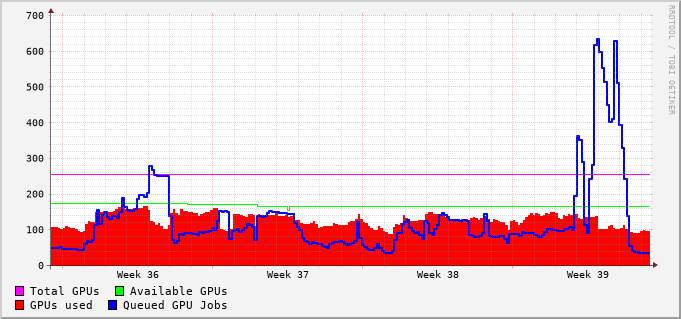 700
600
500
400
300
200
100
0
Week 36 Week 37 Week 38 Week 39
Total GPUs Available GPUs
GPUs used Queued GPU Jobs
RRDTOOL / TOBI OETIKER